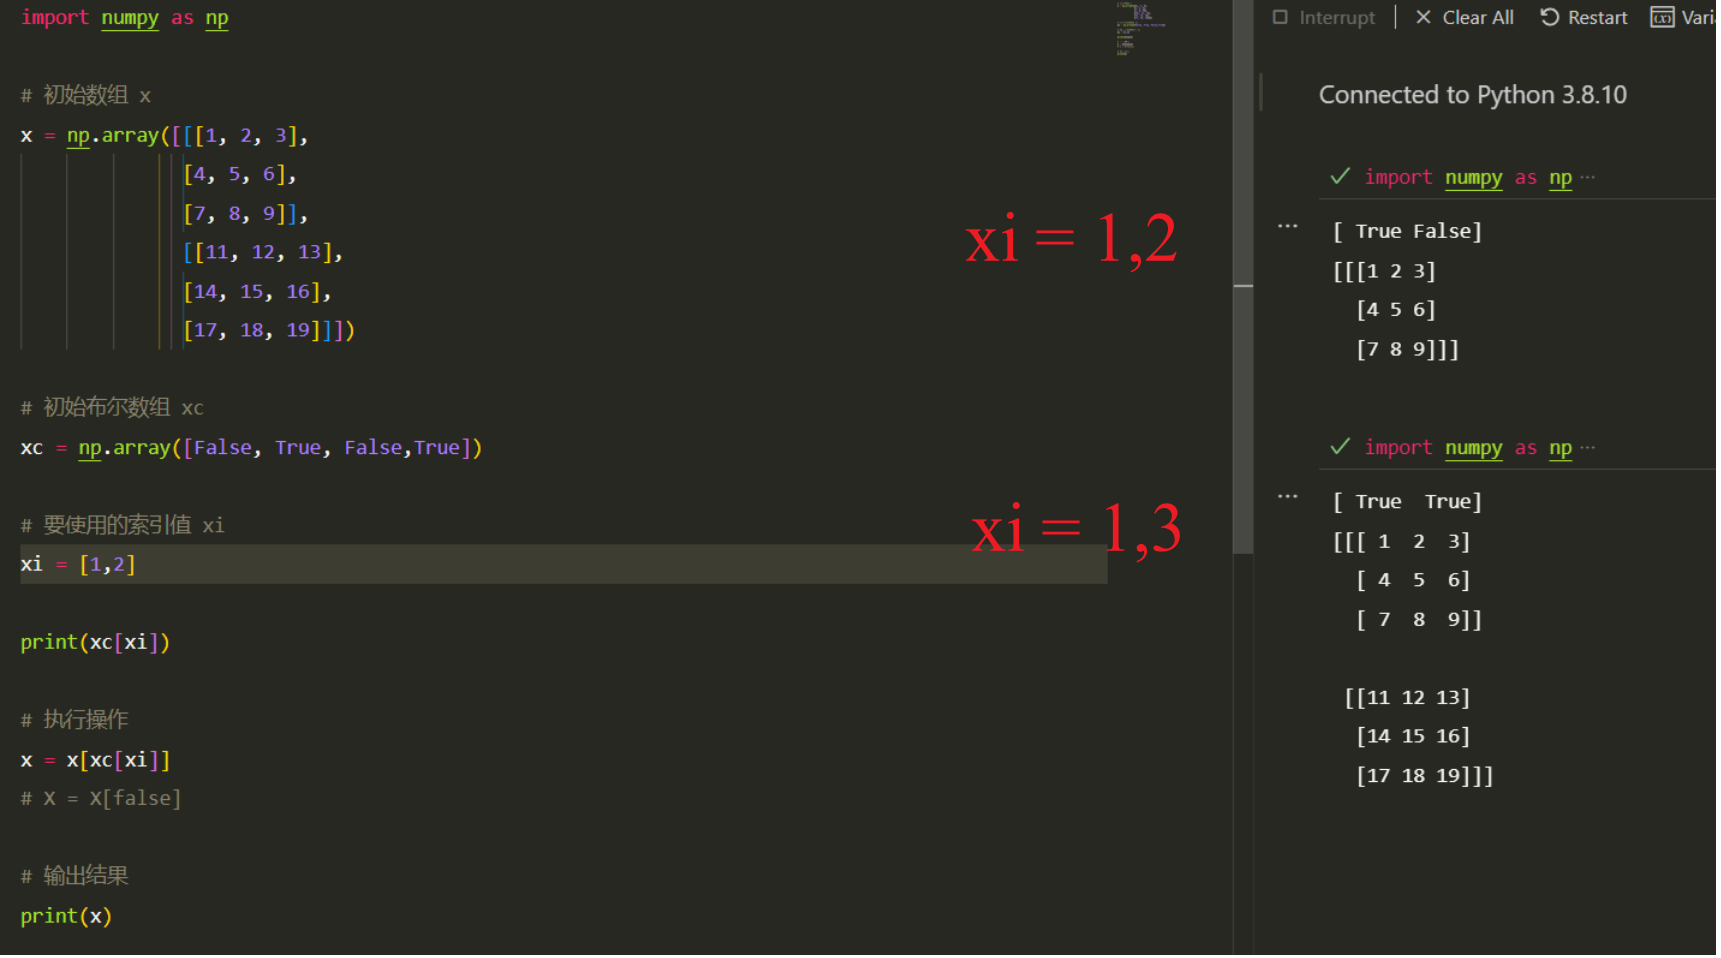 import numpy as np
# 初始数组 x
x = np.array([[[1, 2, 3],
[4, 5, 6],
[7, 8, 9]],
[[11, 12, 13],
[14, 15, 16],
[17, 18, 19]]])
# 初始布尔数组 xc
xc = np.array([False, True, False,True])
# 要使用的索引值 xi
xi = [1,2]
print(xc[xi])
# 执行操作
x = x[xc[xi]]
# X = X[false]
# 输出结果
print(x)
xi = 1,2
xi = 1,3
Interrupt | × Clear All Restart Vari
Connected to Python 3.8.10
✓ import numpy as np ···
[ True False]
[[[1 2 3]
[4 5 6]
[7 8 9]]]
✓ import numpy as np ···
[ True  True]
[[[ 1  2  3]
[ 4  5  6]
[ 7  8  9]]
[[11 12 13]
[14 15 16]
[17 18 19]]]